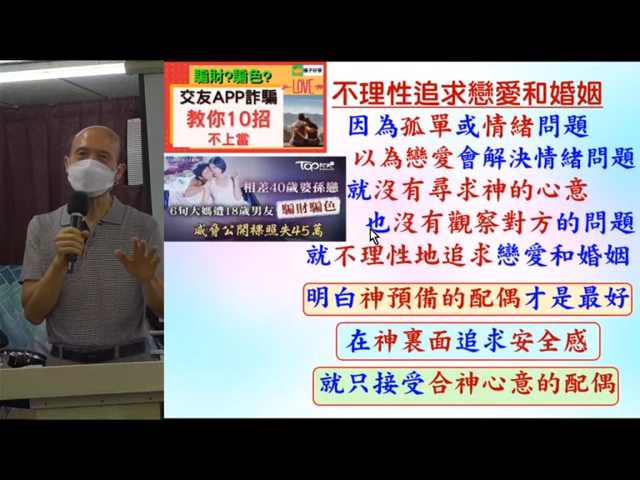 騙財?騙色?
LOVE
交友APP詐騙
教你10招
不上當
Topick
相差40歲婆孫戀
6旬大媽遭18歲男友 騙財騙色
威脅公開裸照失45萬
不理性追求戀愛和婚姻
因為孤單或情緒問題
以為戀愛會解決情緒問題
就沒有尋求神的心意
也沒有觀察對方的問題
就不理性地追求戀愛和婚姻
明白神預備的配偶才是最好
在神裏面追求安全感
就只接受合神心意的配偶